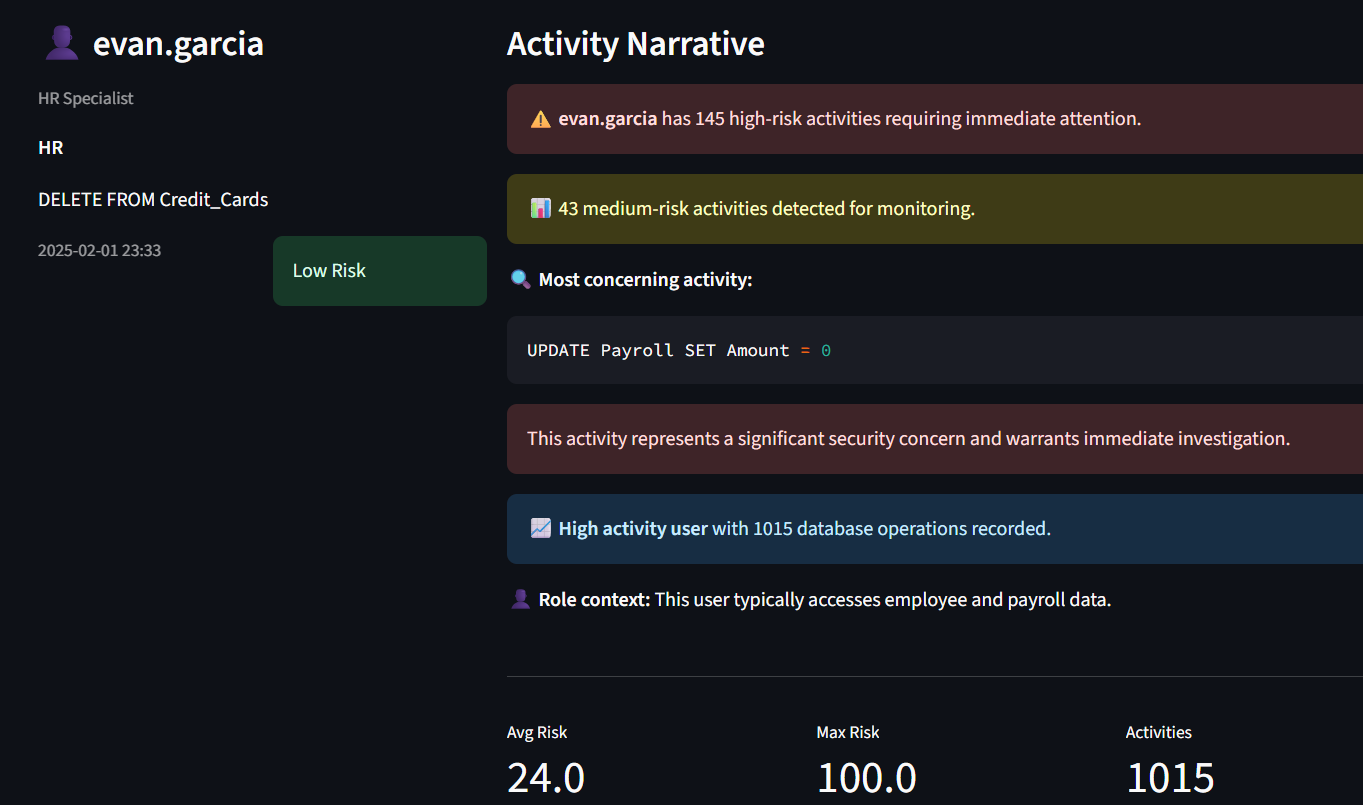 evan.garcia
HR Specialist
HR
DELETE FROM Credit_Cards
2025-02-01 23:33
Low Risk
Activity Narrative
evan.garcia has 145 high-risk activities requiring immediate attention.
43 medium-risk activities detected for monitoring.
Most concerning activity:
UPDATE Payroll SET Amount = 0
This activity represents a significant security concern and warrants immediate investigation.
High activity user with 1015 database operations recorded.
Role context: This user typically accesses employee and payroll data.
Avg Risk
24.0
Max Risk
100.0
Activities
1015